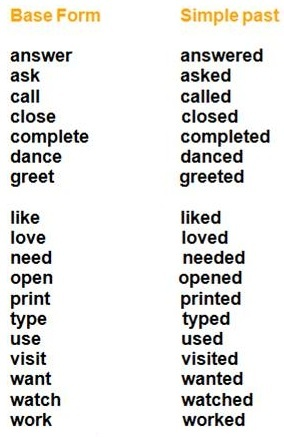 Base Form Simple past
answer answered
ask asked
call called
close closed
complete completed
dance danced
greet greeted
like liked
love loved
need needed
open opened
print printed
type typed
use used
visit visited
want wanted
watch watched
work worked